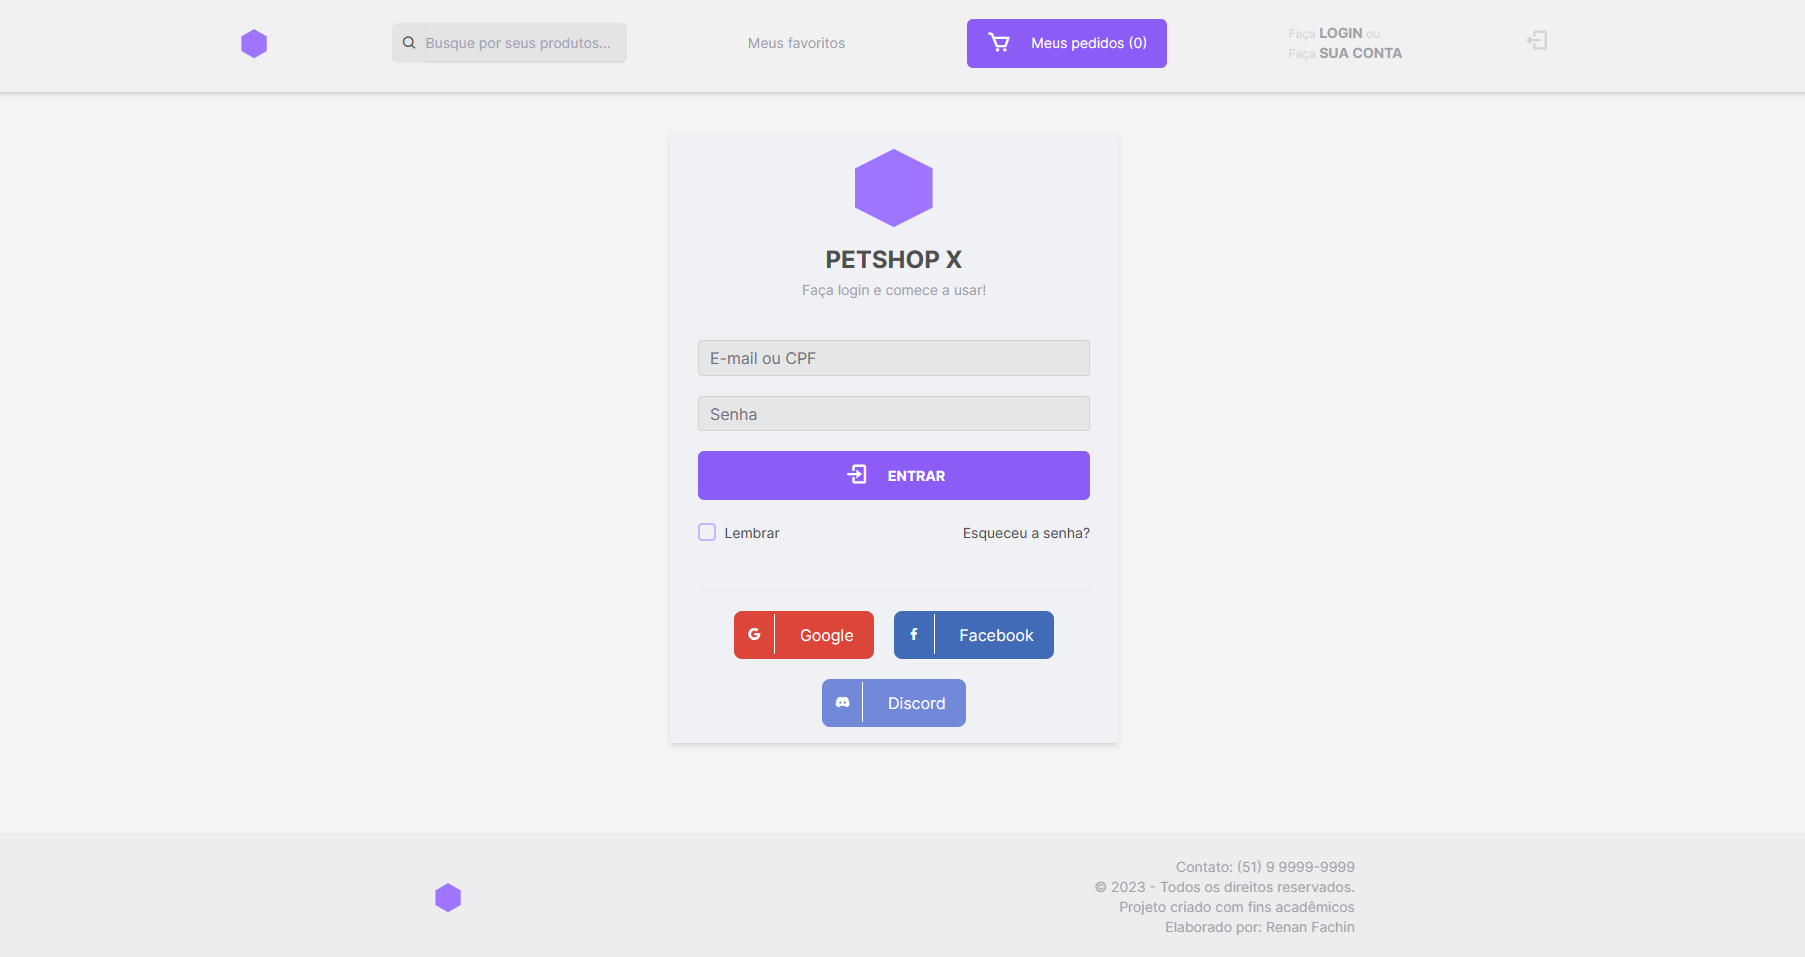 Busque por seus produtos...
Meus favoritos
Meus pedidos (0)
Faça LOGIN ou
Faça SUA CONTA
PETSHOP X
Faça login e comece a usar!
E-mail ou CPF
Senha
ENTRAR
Lembrar
Esqueceu a senha?
Google
Facebook
Discord
Contato: (51) 9 9999-9999
© 2023 - Todos os direitos reservados.
Projeto criado com fins acadêmicos
Elaborado por: Renan Fachin